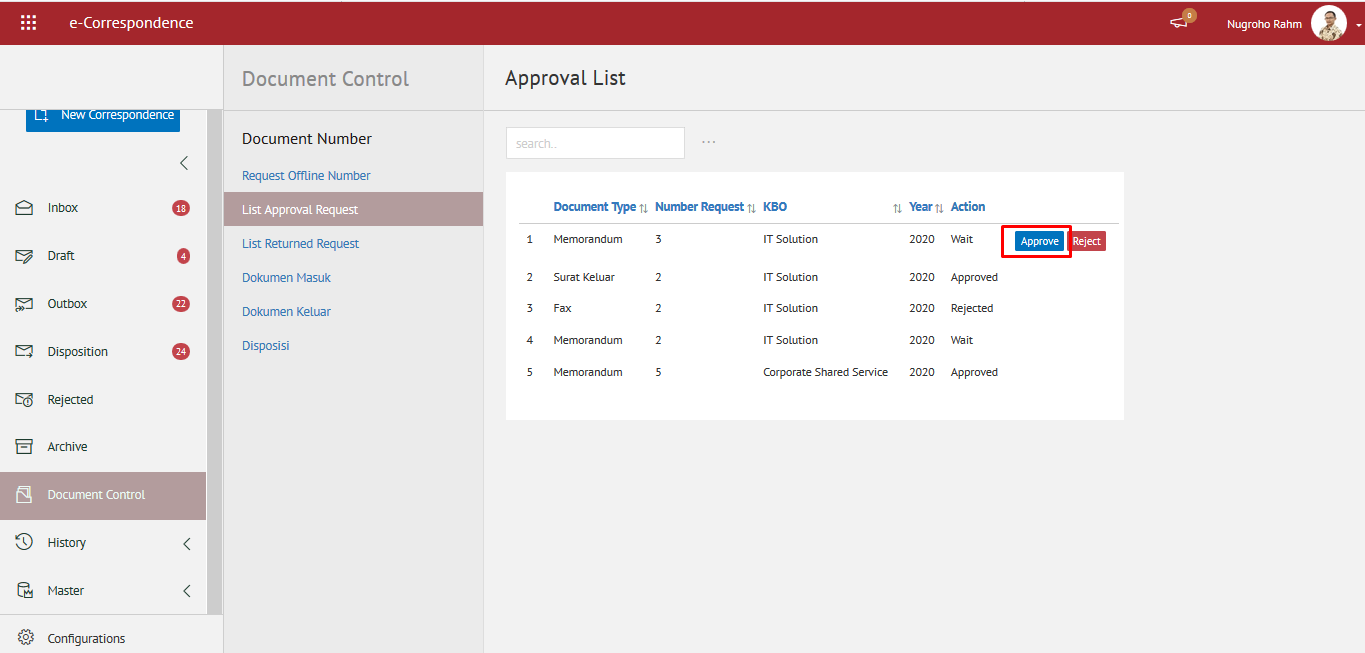 e-Correspondence
0
Nugroho Rahm
New Correspondence
Inbox 18
Draft 4
Outbox 22
Disposition 24
Rejected
Archive
Document Control
History
Master
Configurations
Document Control
Document Number
Request Offline Number
List Approval Request
List Returned Request
Dokumen Masuk
Dokumen Keluar
Disposisi
Approval List
search.. ...
Document Type Number Request KBO Year Action
1 Memorandum 3 IT Solution 2020 Wait Approve Reject
2 Surat Keluar 2 IT Solution 2020 Approved
3 Fax 2 IT Solution 2020 Rejected
4 Memorandum 2 IT Solution 2020 Wait
5 Memorandum 5 Corporate Shared Service 2020 Approved